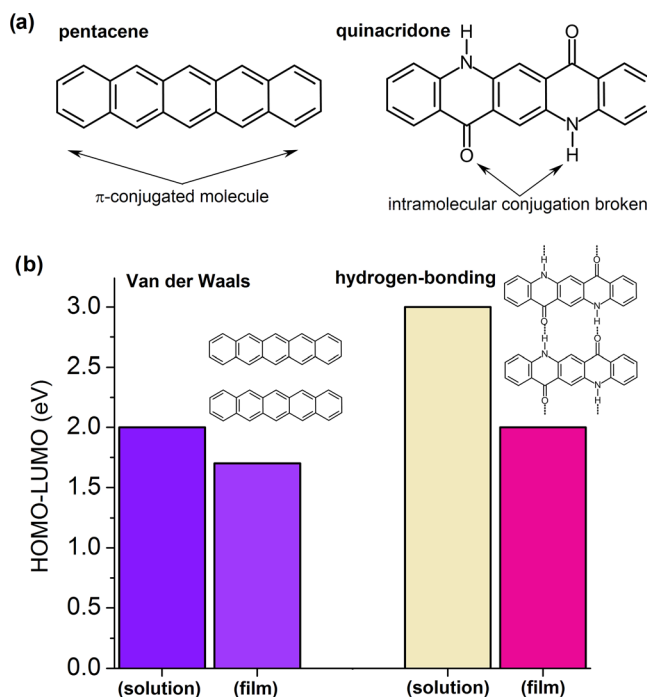 (a)
pentacene
quinacridone
H
N
O
O
N
H
π-conjugated molecule
intramolecular conjugation broken
(b)
Van der Waals
hydrogen-bonding
H
N
O
O
N
H
O
H
N
O
N
H
HOMO-LUMO (eV)
3.0
2.5
2.0
1.5
1.0
0.5
0.0
(solution)
(film)
(solution)
(film)